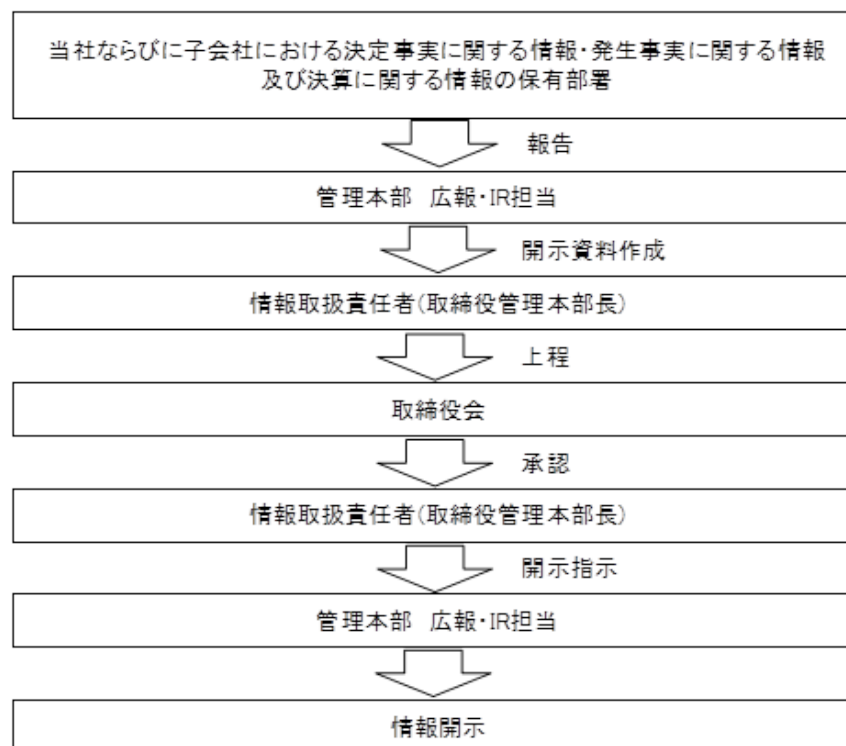 当社ならびに子会社における決定事実に関する情報・発生事実に関する情報
及び決算に関する情報の保有部署
報告
管理本部　広報・IR担当
開示資料作成
情報取扱責任者(取締役管理本部長)
上程
取締役会
承認
情報取扱責任者(取締役管理本部長)
開示指示
管理本部　広報・IR担当
情報開示